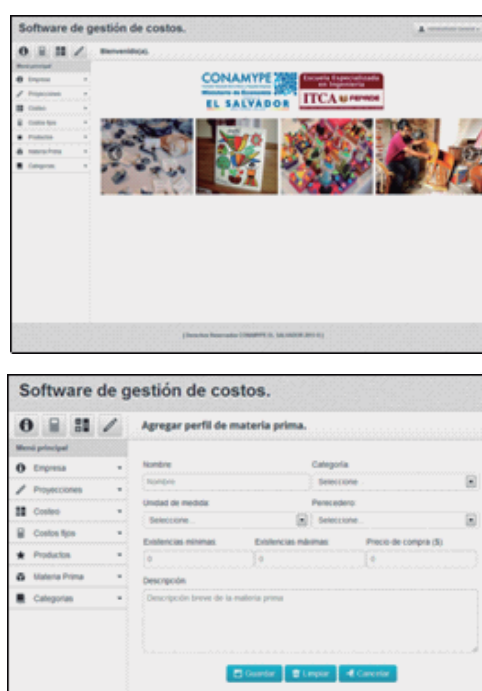 Software de gestión de costos.
Bienvenido(a).
Menú principal
Empresa
Proyecciones
Costeo
Costos fijos
Productos
Materia Prima
Categorias
CONAMYPE
Ministerio de Economía
EL SALVADOR
Escuela Especializada
en Ingeniería
ITCA FEPADE
Software de gestión de costos.
Agregar perfil de materia prima.
Menú principal
Empresa
Proyecciones
Costeo
Costos fijos
Productos
Materia Prima
Categorias
Nombre Categoría
Nombre Seleccione
Unidad de medida: Perecedero
Seleccione... Seleccione
Existencias mínimas: Existencias máximas: Precio de compra ($)
0 0 0
Descripción
Descripción breve de la materia prima
Guardar Limpiar Cancelar